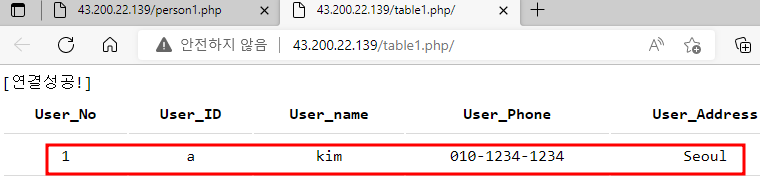 43.200.22.139/person1.php
43.200.22.139/table1.php/
안전하지 않음 43.200.22.139/table1.php/
[연결성공!]
User_No User_ID User_name User_Phone User_Address
1 a kim 010-1234-1234 Seoul